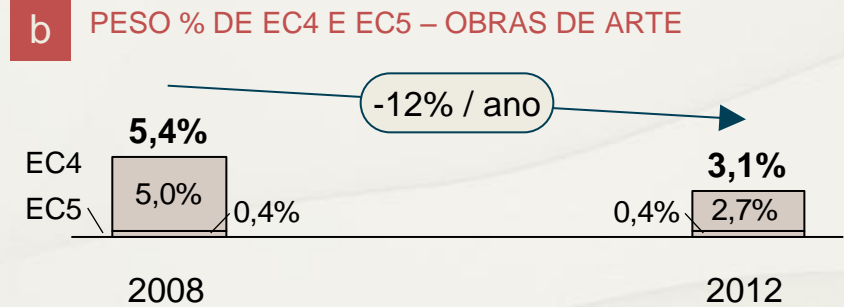 b PESO % DE EC4 E EC5 – OBRAS DE ARTE
-12% / ano
5,4%
3,1%
EC4
5,0%
2,7%
EC5
0,4%
0,4%
2008
2012